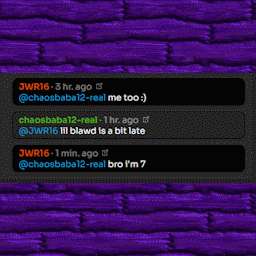 JWR16 · 3 hr. ago
@chaosbaba12-real me too :)
chaosbaba12-real · 1 hr. ago
@JWR16 lil blawd is a bit late
JWR16 · 1 min. ago
@chaosbaba12-real bro i'm 7